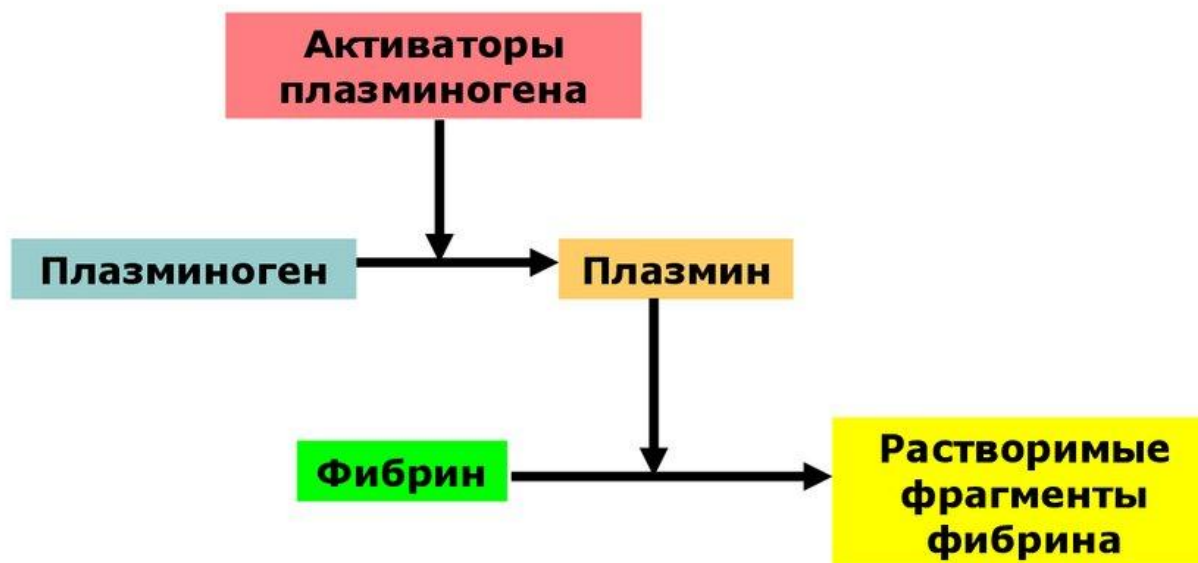 Активаторы
плазминогена
Плазминоген
Плазмин
Фибрин
Растворимые
фрагменты
фибрина